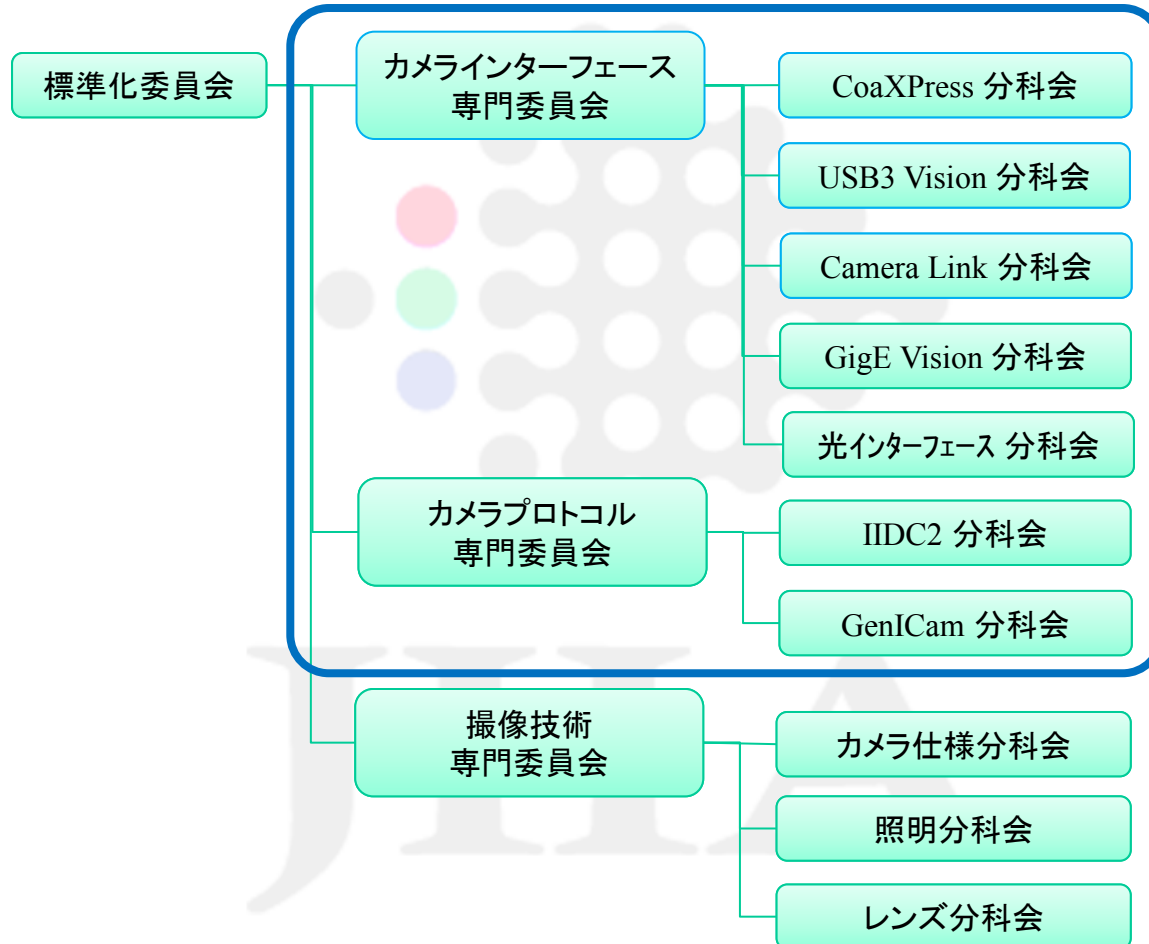 標準化委員会
カメラインターフェース
専門委員会
CoaXPress 分科会
USB3 Vision 分科会
Camera Link 分科会
GigE Vision 分科会
光インターフェース 分科会
カメラプロトコル
専門委員会
IIDC2 分科会
GenICam 分科会
撮像技術
専門委員会
カメラ仕様分科会
照明分科会
レンズ分科会
JIIA